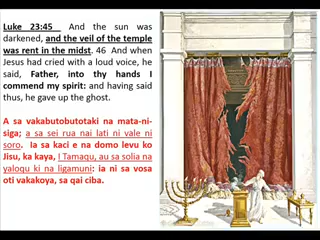 Luke 23:45 And the sun was
darkened, and the veil of the temple
was rent in the midst. 46 And when
Jesus had cried with a loud voice, he
said, Father, into thy hands I
commend my spirit: and having said
thus, he gave up the ghost.
A sa vakabutobutotaki na mata-ni-
siga; a sa sei rua nai lati ni vale ni
soro. Ia sa kaci e na domo levu ko
Jisu, ka kaya, I Tamaqu, au sa solia na
yaloqu ki na ligamuni: ia ni sa vosa
oti vakakoya, sa qai ciba.